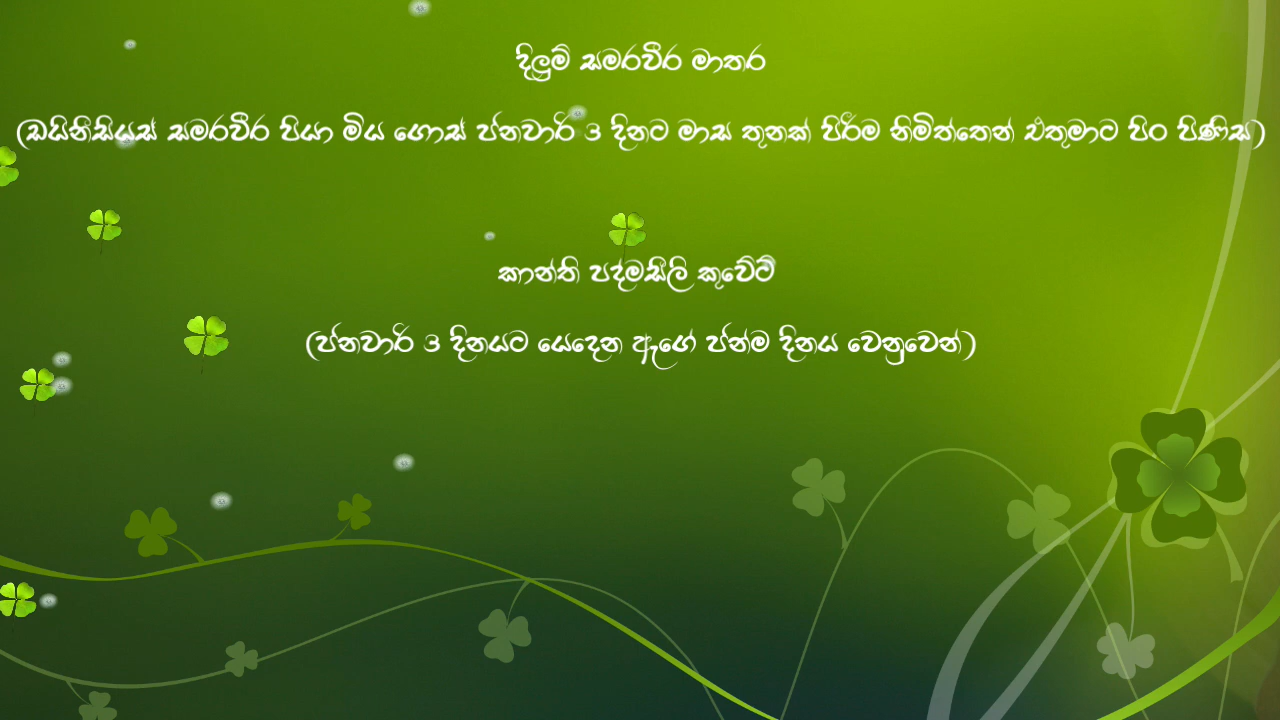 දිලුම් සමරවීර මාතර
(ඩයිනීසියස් සමරවීර පියා මිය ගොස් ජනවාරි 3 දිනට මාස තුනක් පිරීම නිමිත්තෙන් එතුමාට පිං පිණිස)
කාන්ති පද්මසීලි කුවේට්
(ජනවාරි 3 දිනයට යෙදෙන ඇගේ ජන්ම දිනය වෙනුවෙන්)